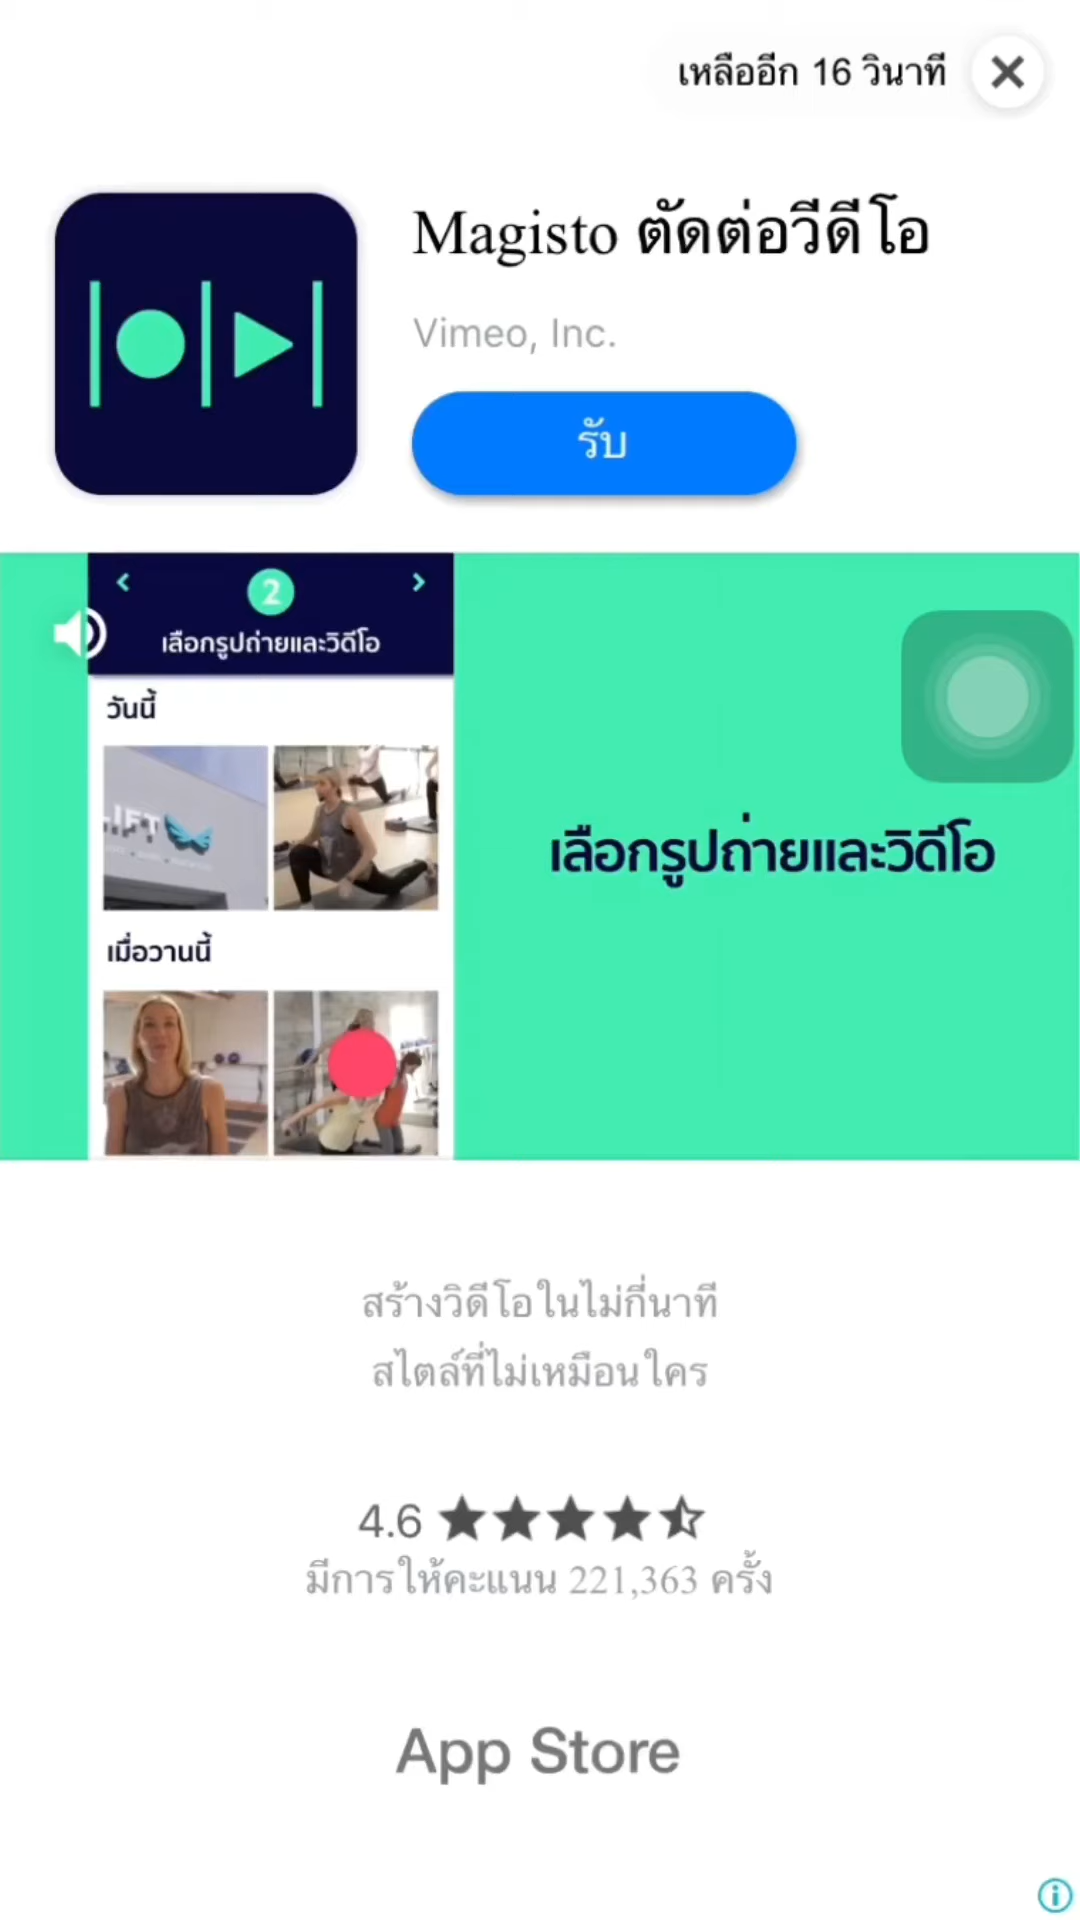 เหลืออีก 16 วินาที
Magisto ตัดต่อวีดีโอ
Vimeo, Inc.
รับ
2
เลือกรูปถ่ายและวิดีโอ
วันนี้
เมื่อวานนี้
เลือกรูปถ่ายและวิดีโอ
สร้างวิดีโอในไม่กี่นาที
สไตล์ที่ไม่เหมือนใคร
4.6
มีการให้คะแนน 221,363 ครั้ง
App Store